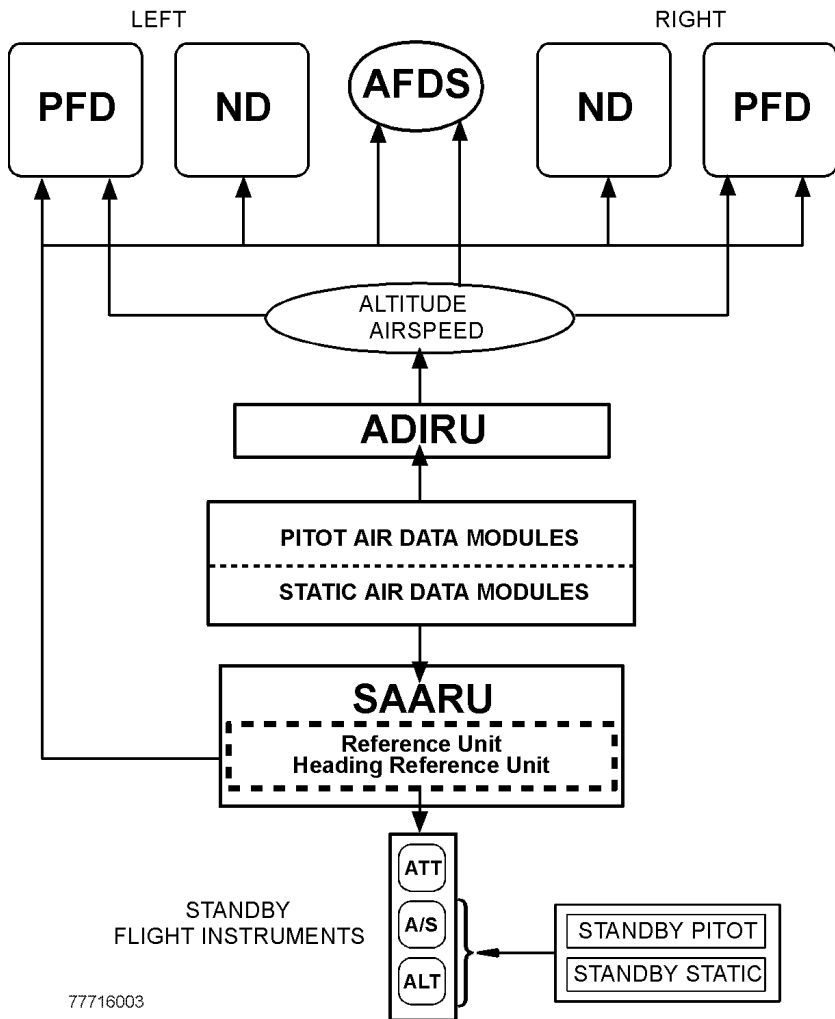 LEFT
RIGHT
PFD
ND
AFDS
ND
PFD
ALTITUDE
AIRSPEED
ADIRU
PITOT AIR DATA MODULES
STATIC AIR DATA MODULES
SAARU
Reference Unit
Heading Reference Unit
ATT
STANDBY
FLIGHT INSTRUMENTS
A/S
ALT
STANDBY PITOT
STANDBY STATIC
77716003